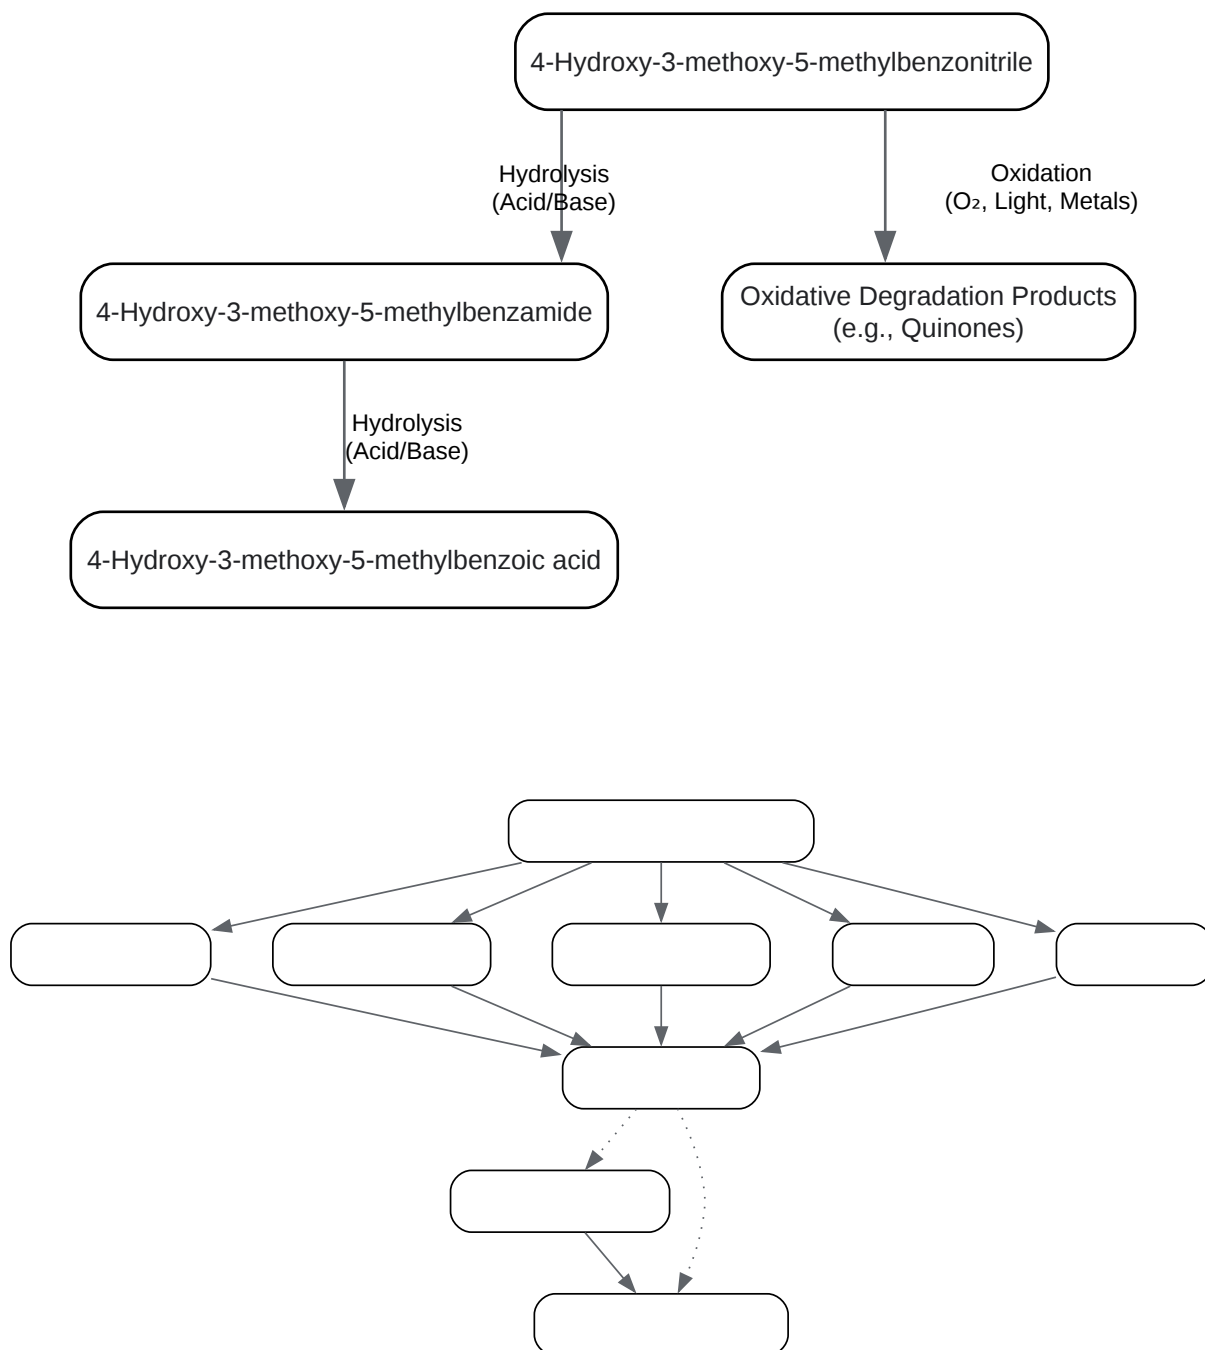 4-Hydroxy-3-methoxy-5-methylbenzonitrile
Hydrolysis
(Acid/Base)
Oxidation
(O₂, Light, Metals)
4-Hydroxy-3-methoxy-5-methylbenzamide
Oxidative Degradation Products
(e.g., Quinones)
Hydrolysis
(Acid/Base)
4-Hydroxy-3-methoxy-5-methylbenzoic acid